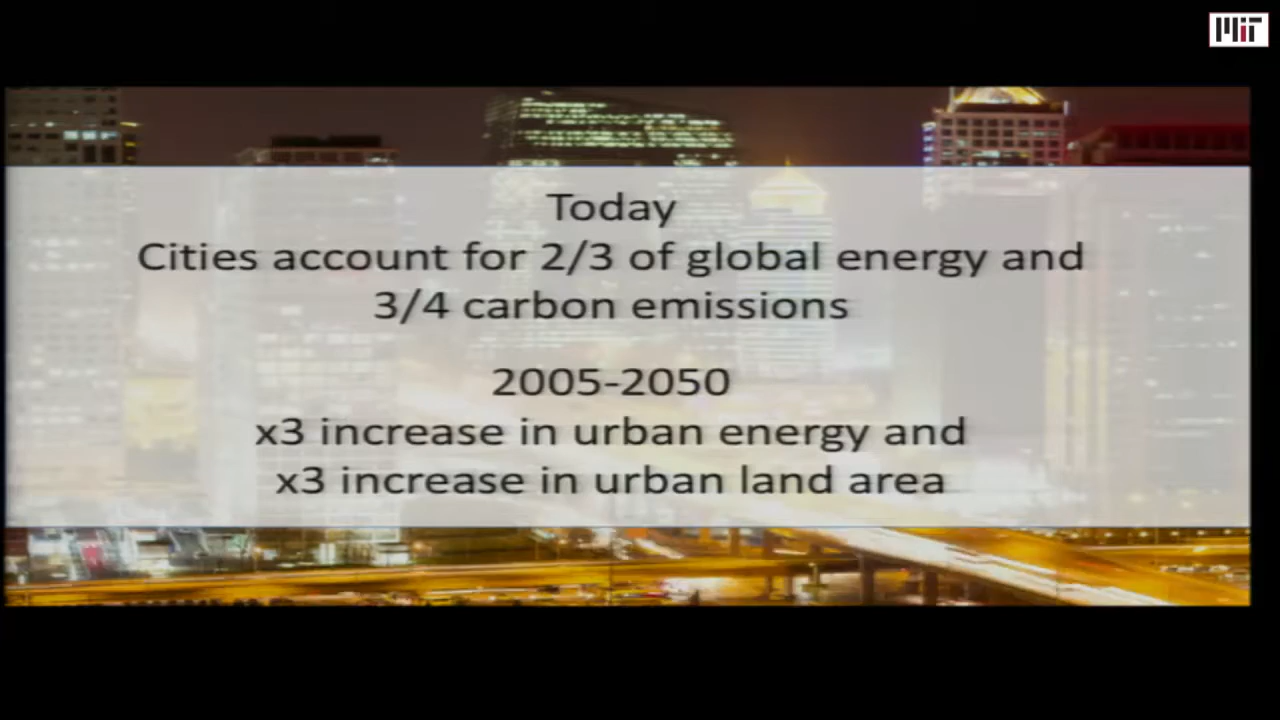 MIT
Today
Cities account for 2/3 of global energy and
3/4 carbon emissions
2005-2050
x3 increase in urban energy and
x3 increase in urban land area